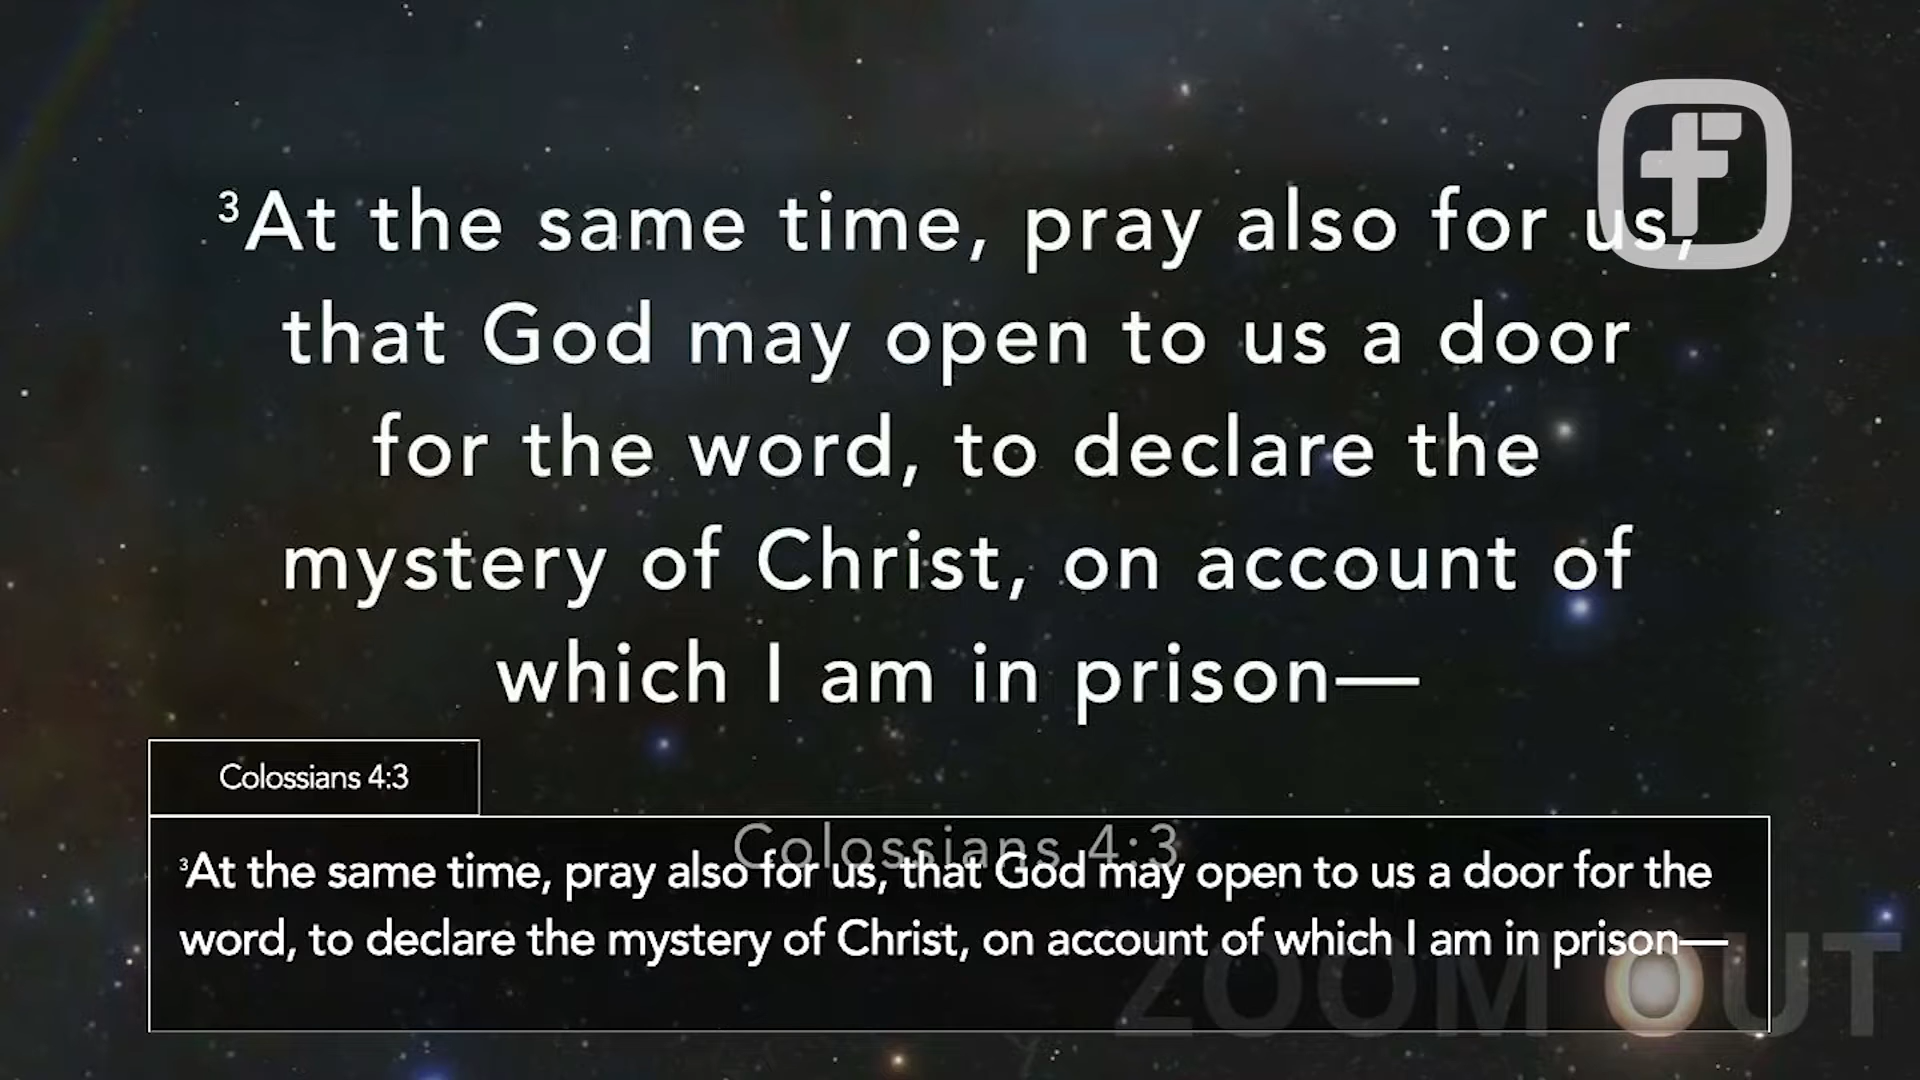 ³At the same time, pray also for us,
that God may open to us a door
for the word, to declare the
mystery of Christ, on account of
which I am in prison—
Colossians 4:3
Colossians 4:3
³At the same time, pray also for us, that God may open to us a door for the
word, to declare the mystery of Christ, on account of which I am in prison—
ZOOM OUT